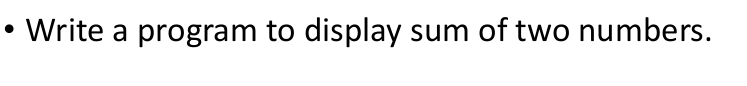 • Write a program to display sum of two numbers.